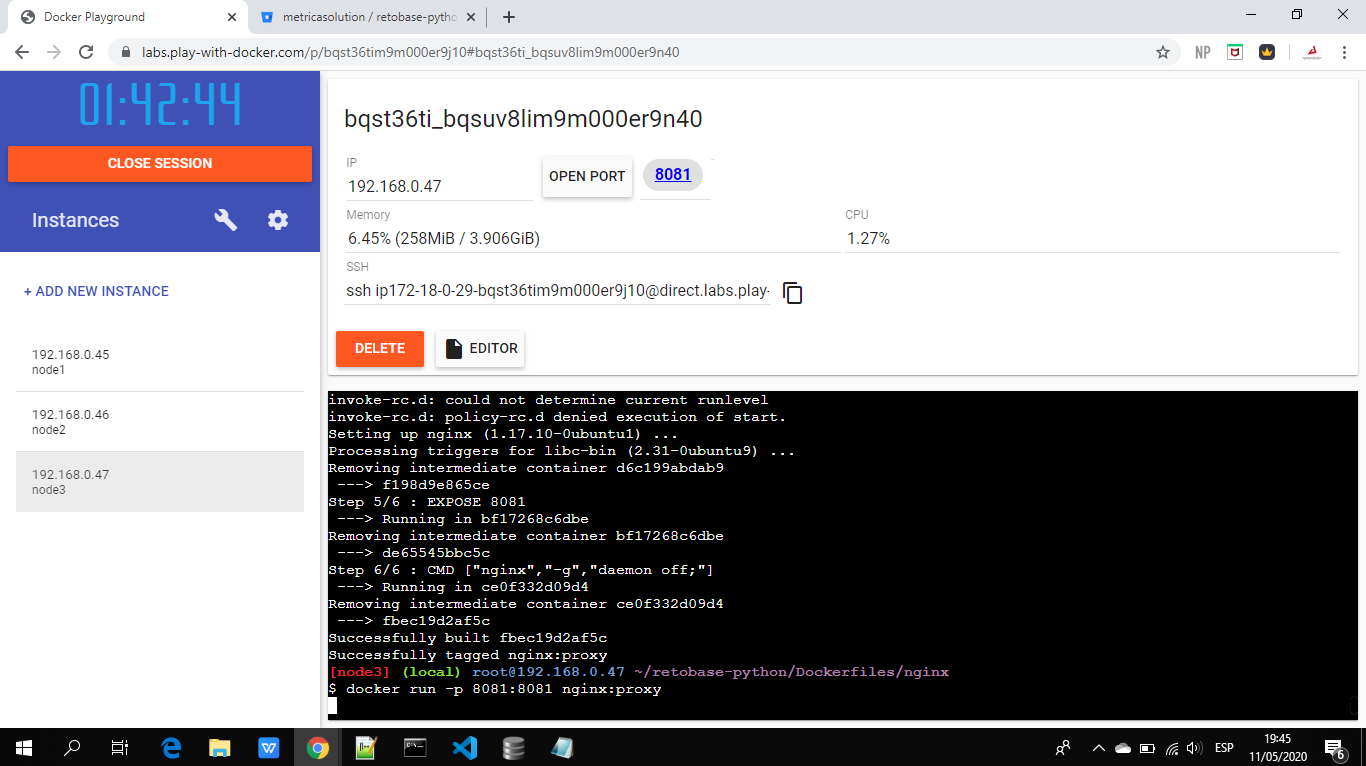 Docker Playground
metricasolution / retobase-pytho
labs.play-with-docker.com/p/bqst36tim9m000er9j10#bqst36ti_bqsuv8lim9m000er9n40
NP
01:42:44
CLOSE SESSION
Instances
+ ADD NEW INSTANCE
192.168.0.45
node1
192.168.0.46
node2
192.168.0.47
node3
bqst36ti_bqsuv8lim9m000er9n40
IP
192.168.0.47
OPEN PORT
8081
Memory
6.45% (258MiB / 3.906GiB)
CPU
1.27%
SSH
ssh ip172-18-0-29-bqst36tim9m000er9j10@direct.labs.play-
DELETE
EDITOR
invoke-rc.d: could not determine current runlevel
invoke-rc.d: policy-rc.d denied execution of start.
Setting up nginx (1.17.10-0ubuntu1) ...
Processing triggers for libc-bin (2.31-0ubuntu9) ...
Removing intermediate container d6c199abdab9
---> f198d9e865ce
Step 5/6 : EXPOSE 8081
---> Running in bf17268c6dbe
Removing intermediate container bf17268c6dbe
---> de65545bbc5c
Step 6/6 : CMD ["nginx","-g","daemon off;"]
---> Running in ce0f332d09d4
Removing intermediate container ce0f332d09d4
---> fbec19d2af5c
Successfully built fbec19d2af5c
Successfully tagged nginx:proxy
[node3] (local) root@192.168.0.47 ~/retobase-python/Dockerfiles/nginx
$ docker run -p 8081:8081 nginx:proxy
ESP
19:45
11/05/2020
6